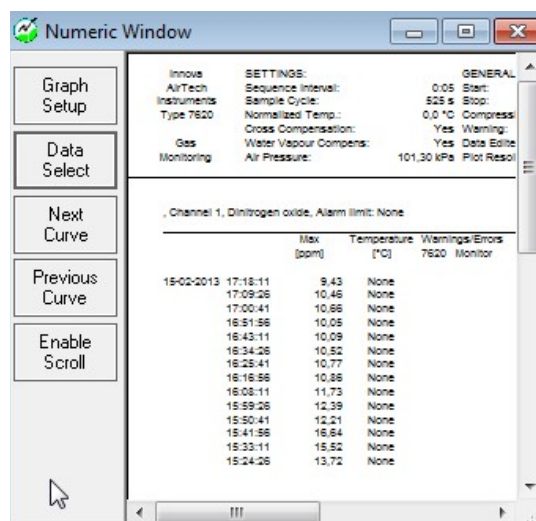 Numeric Window
Graph
Setup
Data
Select
Next
Curve
Previous
Curve
Enable
Scroll
Innova SETTINGS: GENERAL
AirTech Sequence Interval: 0:05 Start:
Instruments Sample Cycle: 525 s Stop:
Type 7620 Normalized Temp.: 0,0 °C Compressi
Cross Compensation: Yes Warning:
Gas Water Vapour Compens: Yes Data Edite
Monitoring Air Pressure: 101,30 kPa Plot Resol
, Channel 1, Dinitrogen oxide, Alarm limit: None
Max Temperature Warnings/Errors
[ppm] [°C] 7620 Monitor
15-02-2013 17:18:11 9,43 None
17:09:26 10,46 None
17:00:41 10,66 None
16:51:56 10,05 None
16:43:11 10,09 None
16:34:26 10,52 None
16:25:41 10,77 None
16:16:56 10,86 None
16:08:11 11,73 None
15:59:26 12,39 None
15:50:41 12,21 None
15:41:56 16,64 None
15:33:11 15,52 None
15:24:26 13,72 None